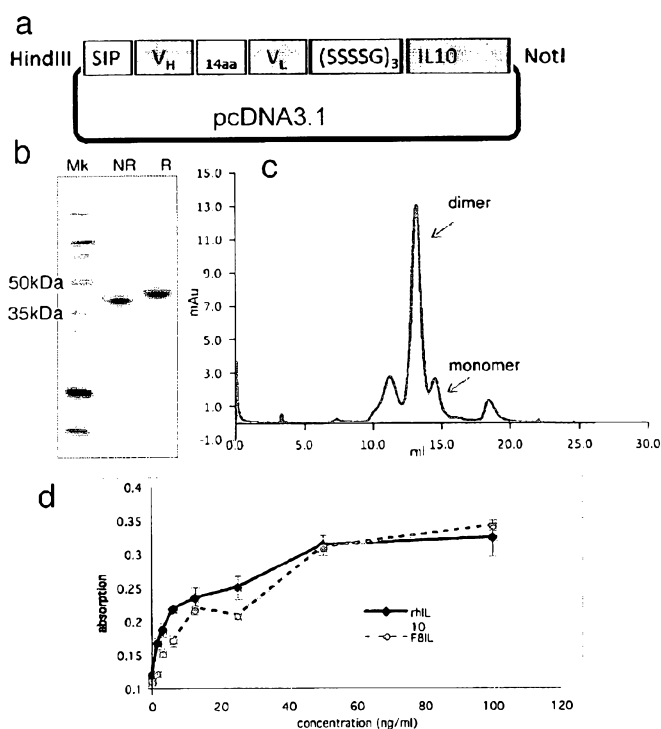 a
HindIII SIP VH 14aa VL (SSSSG)3 IL10 NotI
pcDNA3.1
b
Mk NR R
50kDa
35kDa
c
15.0
13.0
11.0
9.0
7.0
5.0
3.0
1.0
-1.0
mAu
dimer
monomer
0.0 5.0 10.0 15.0 20.0 25.0 30.0
ml
d
0.4
0.35
0.3
0.25
0.2
0.15
0.1
absorption
rhIL
10
F8IL
0 20 40 60 80 100 120
concentration (ng/ml)